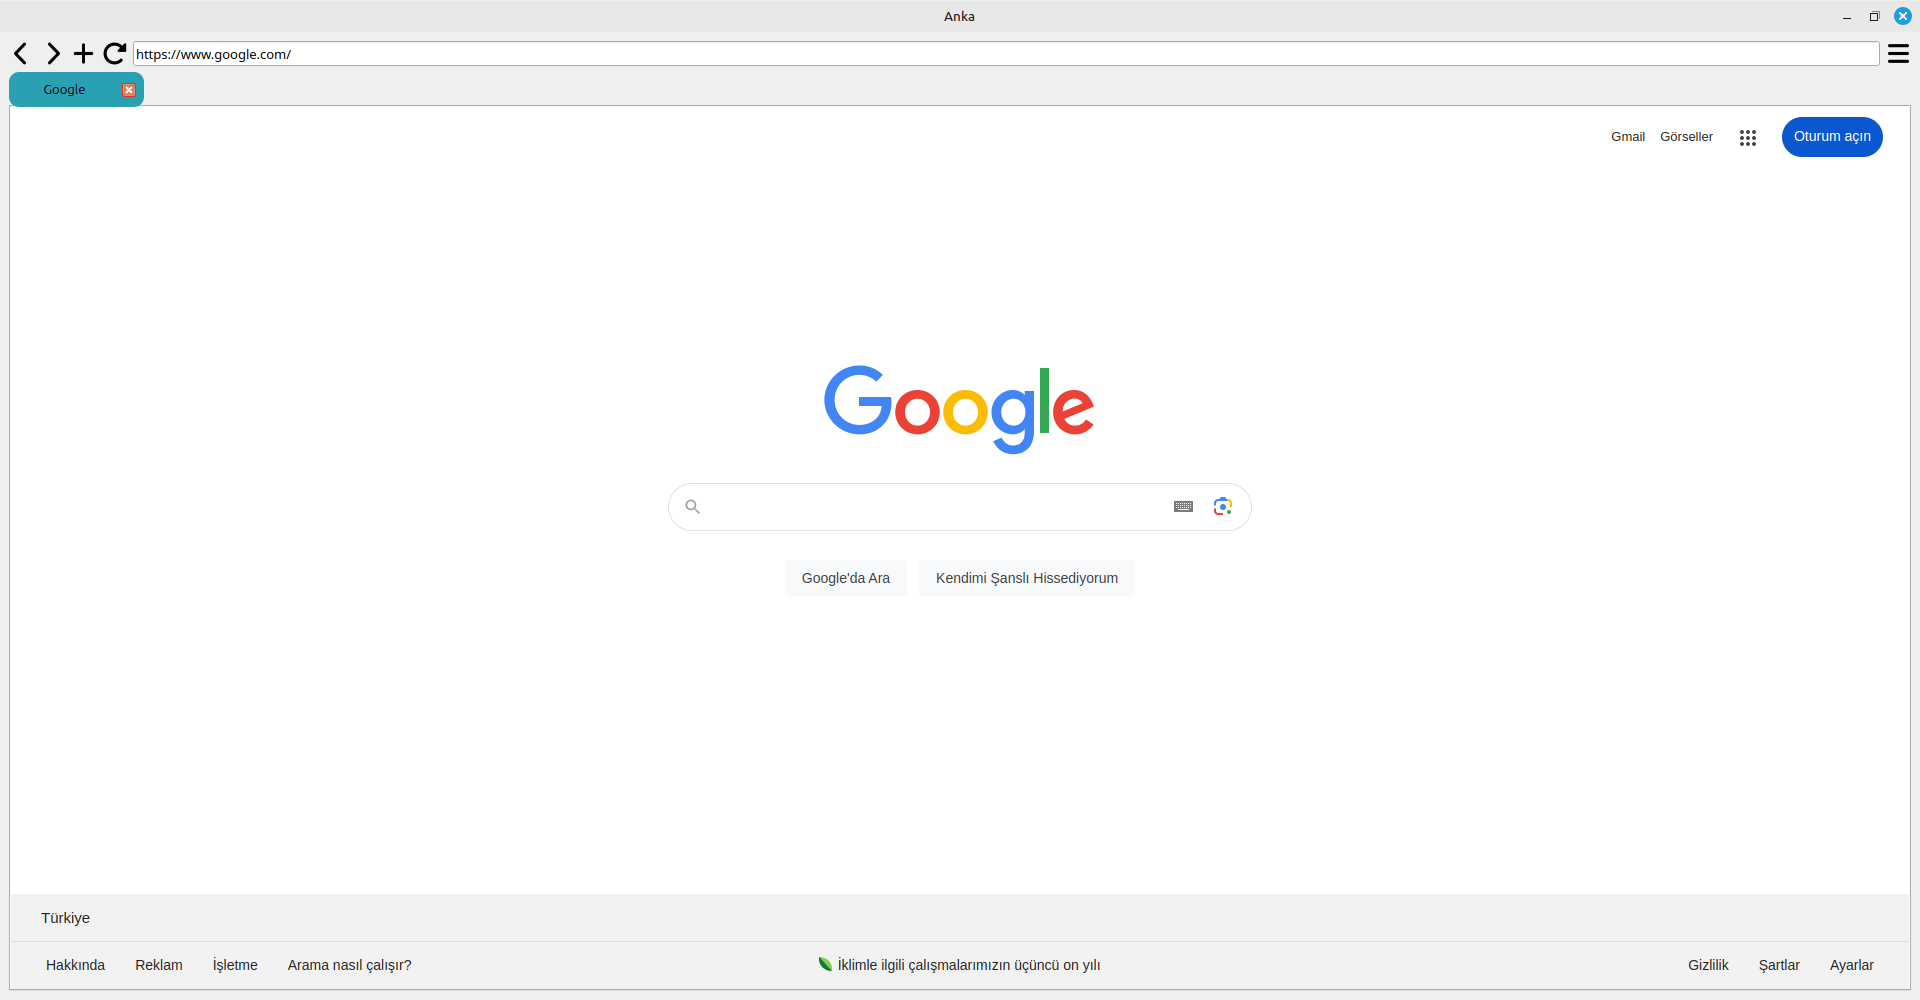 Anka
https://www.google.com/
Google
Gmail Görseller Oturum açın
Google
Google'da Ara Kendimi Şanslı Hissediyorum
Türkiye
Hakkında Reklam İşletme Arama nasıl çalışır? İklimle ilgili çalışmalarımızın üçüncü on yılı Gizlilik Şartlar Ayarlar